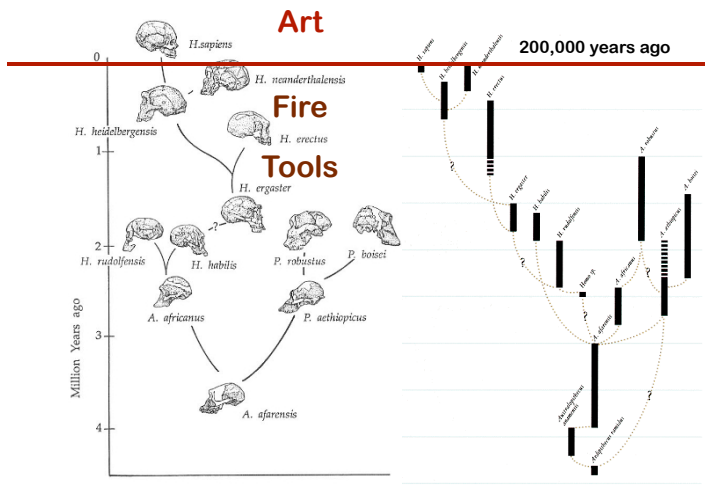 Art
200,000 years ago
0
H.sapiens
H. neanderthalensis
Fire
H. heidelbergensis
H. erectus
1
Tools
H. ergaster
-?-
2
H. rudolfensis
H. habilis
P. robustus
P. boisei
A. africanus
P. aethiopicus
3
Million Years ago
A. afarensis
4
H. sapiens
H. heidelbergensis
H. neanderthalensis
H. erectus
A. robustus
?
A. boisei
H. ergaster
H. habilis
H. rudolfensis
A. aethiopicus
?
Homo sp.
A. africanus
?
?
A. afarensis
?
Australopithecus
anamensis
Ardipithecus ramidus